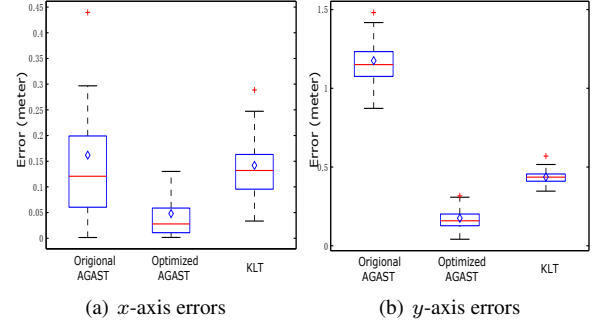 0.45
0.4
0.35
0.3
0.25
0.2
0.15
0.1
0.05
0
Error (meter)
Origional AGAST
Optimized AGAST
KLT
(a) x-axis errors
1.5
1
0.5
0
Error (meter)
Origional AGAST
Optimized AGAST
KLT
(b) y-axis errors